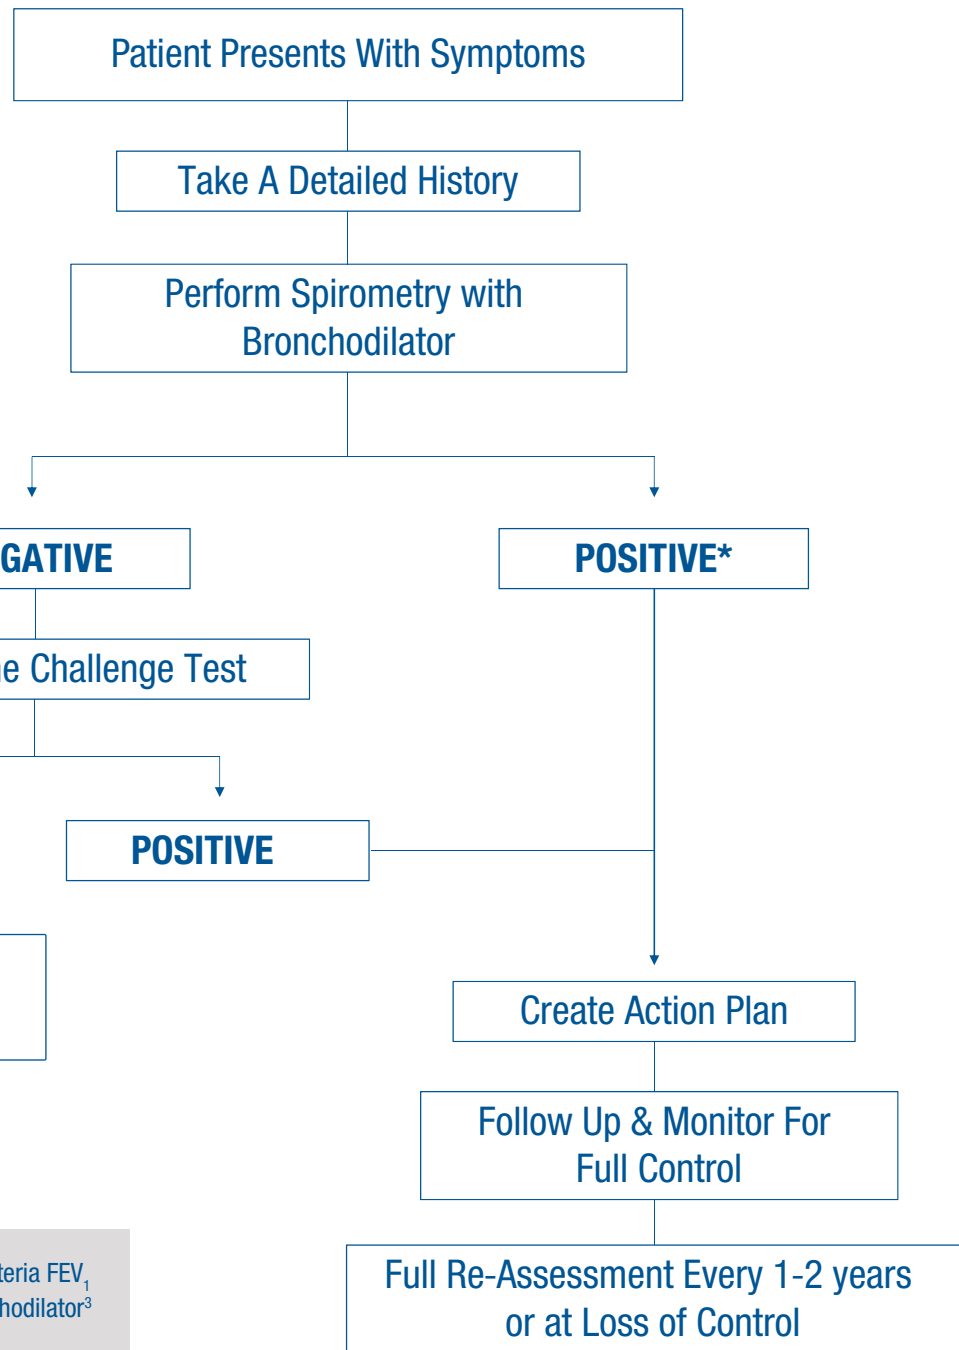 Patient Presents With Symptoms
Take A Detailed History
Perform Spirometry with
Bronchodilator
GATIVE
POSITIVE*
e Challenge Test
POSITIVE
Create Action Plan
Follow Up & Monitor For
Full Control
teria FEV1
hodilator3
Full Re-Assessment Every 1-2 years
or at Loss of Control